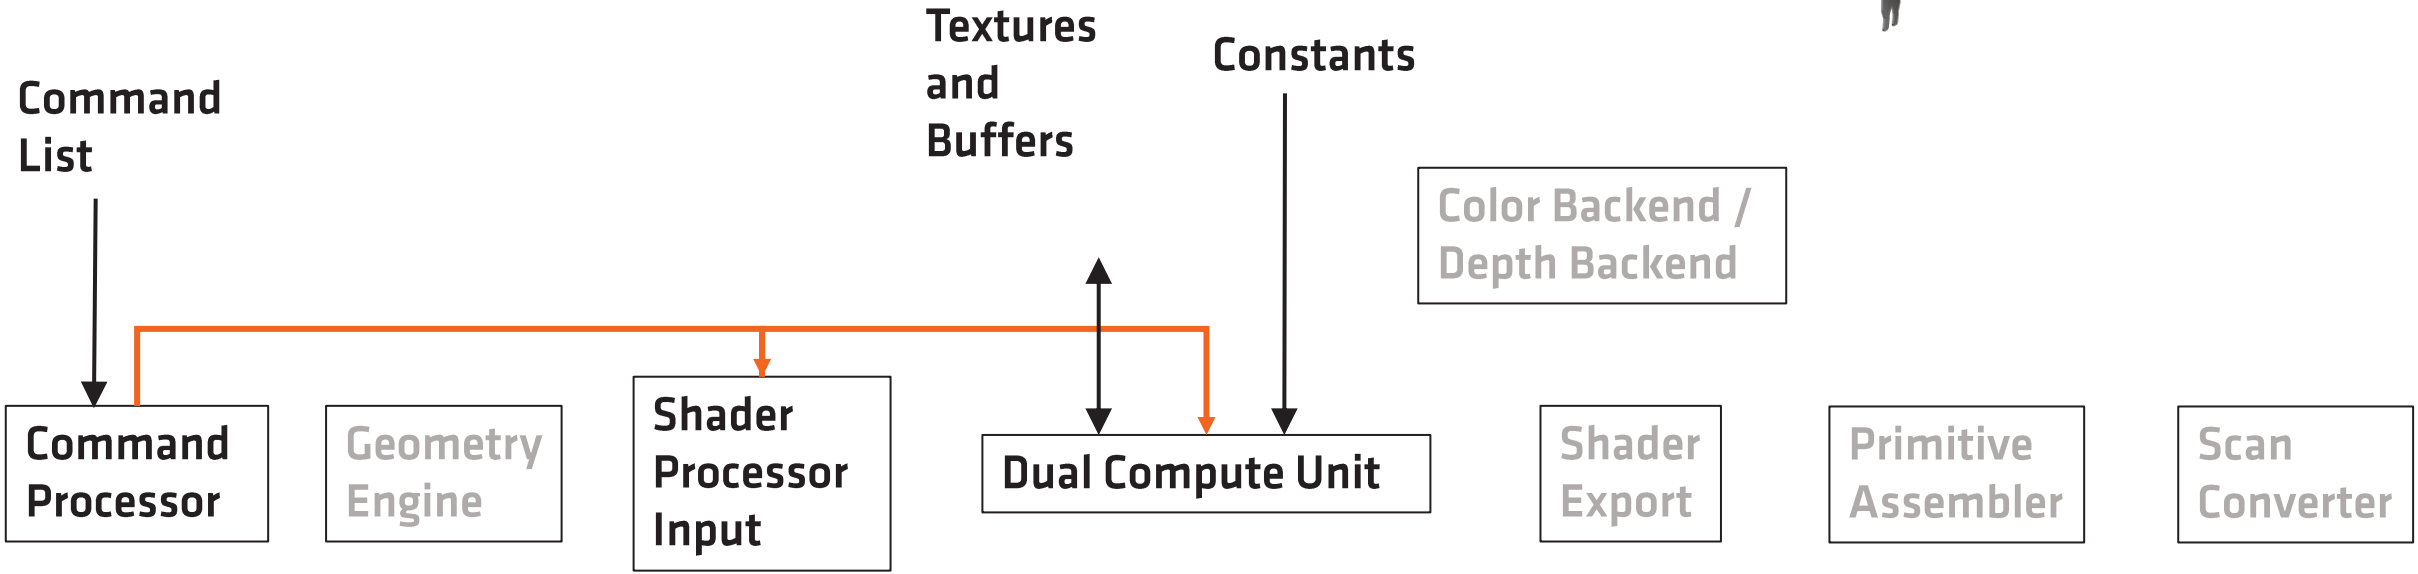 Textures
and
Buffers
Constants
Command
List
Color Backend /
Depth Backend
Command
Processor
Geometry
Engine
Shader
Processor
Input
Dual Compute Unit
Shader
Export
Primitive
Assembler
Scan
Converter